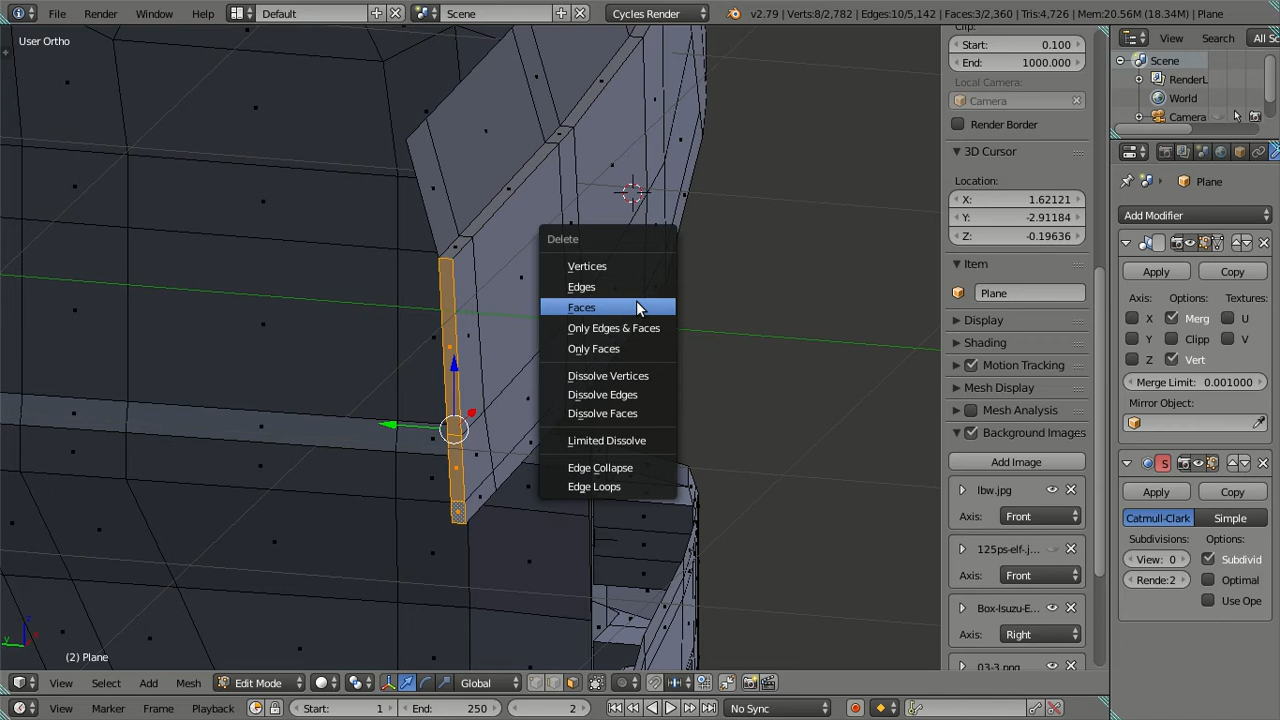 File Render Window Help Default Scene Cycles Render v2.79 | Verts:8/2,782 | Edges:10/5,142 | Faces:3/2,360 | Tris:4,726 | Mem:20.56M (18.34M) | Plane
User Ortho
Clip:
Start: 0.100
End: 1000.000
Local Camera:
Camera
Render Border
3D Cursor
Location:
X: 1.62121
Y: -2.91184
Z: -0.19636
Item
Plane
Display
Shading
Motion Tracking
Mesh Display
Mesh Analysis
Background Images
Add Image
lbw.jpg
Axis: Front
125ps-elf-.j...
Axis: Front
Box-Isuzu-E...
Axis: Right
03-3.png
View Search All Sc
Scene
RenderL
World
Camera
Plane
Add Modifier
Apply Copy
Axis: Options: Textures:
X Merg U
Y Clipp V
Z Vert
Merge Limit: 0.001000
Mirror Object:
S
Apply Copy
Catmull-Clark Simple
Subdivisions: Options:
View: 0 Subdivid
Rende:2 Optimal
Use Ope
Delete
Vertices
Edges
Faces
Only Edges & Faces
Only Faces
Dissolve Vertices
Dissolve Edges
Dissolve Faces
Limited Dissolve
Edge Collapse
Edge Loops
z
y
(2) Plane
View Select Add Mesh Edit Mode Global
View Marker Frame Playback Start: 1 End: 250 2 No Sync